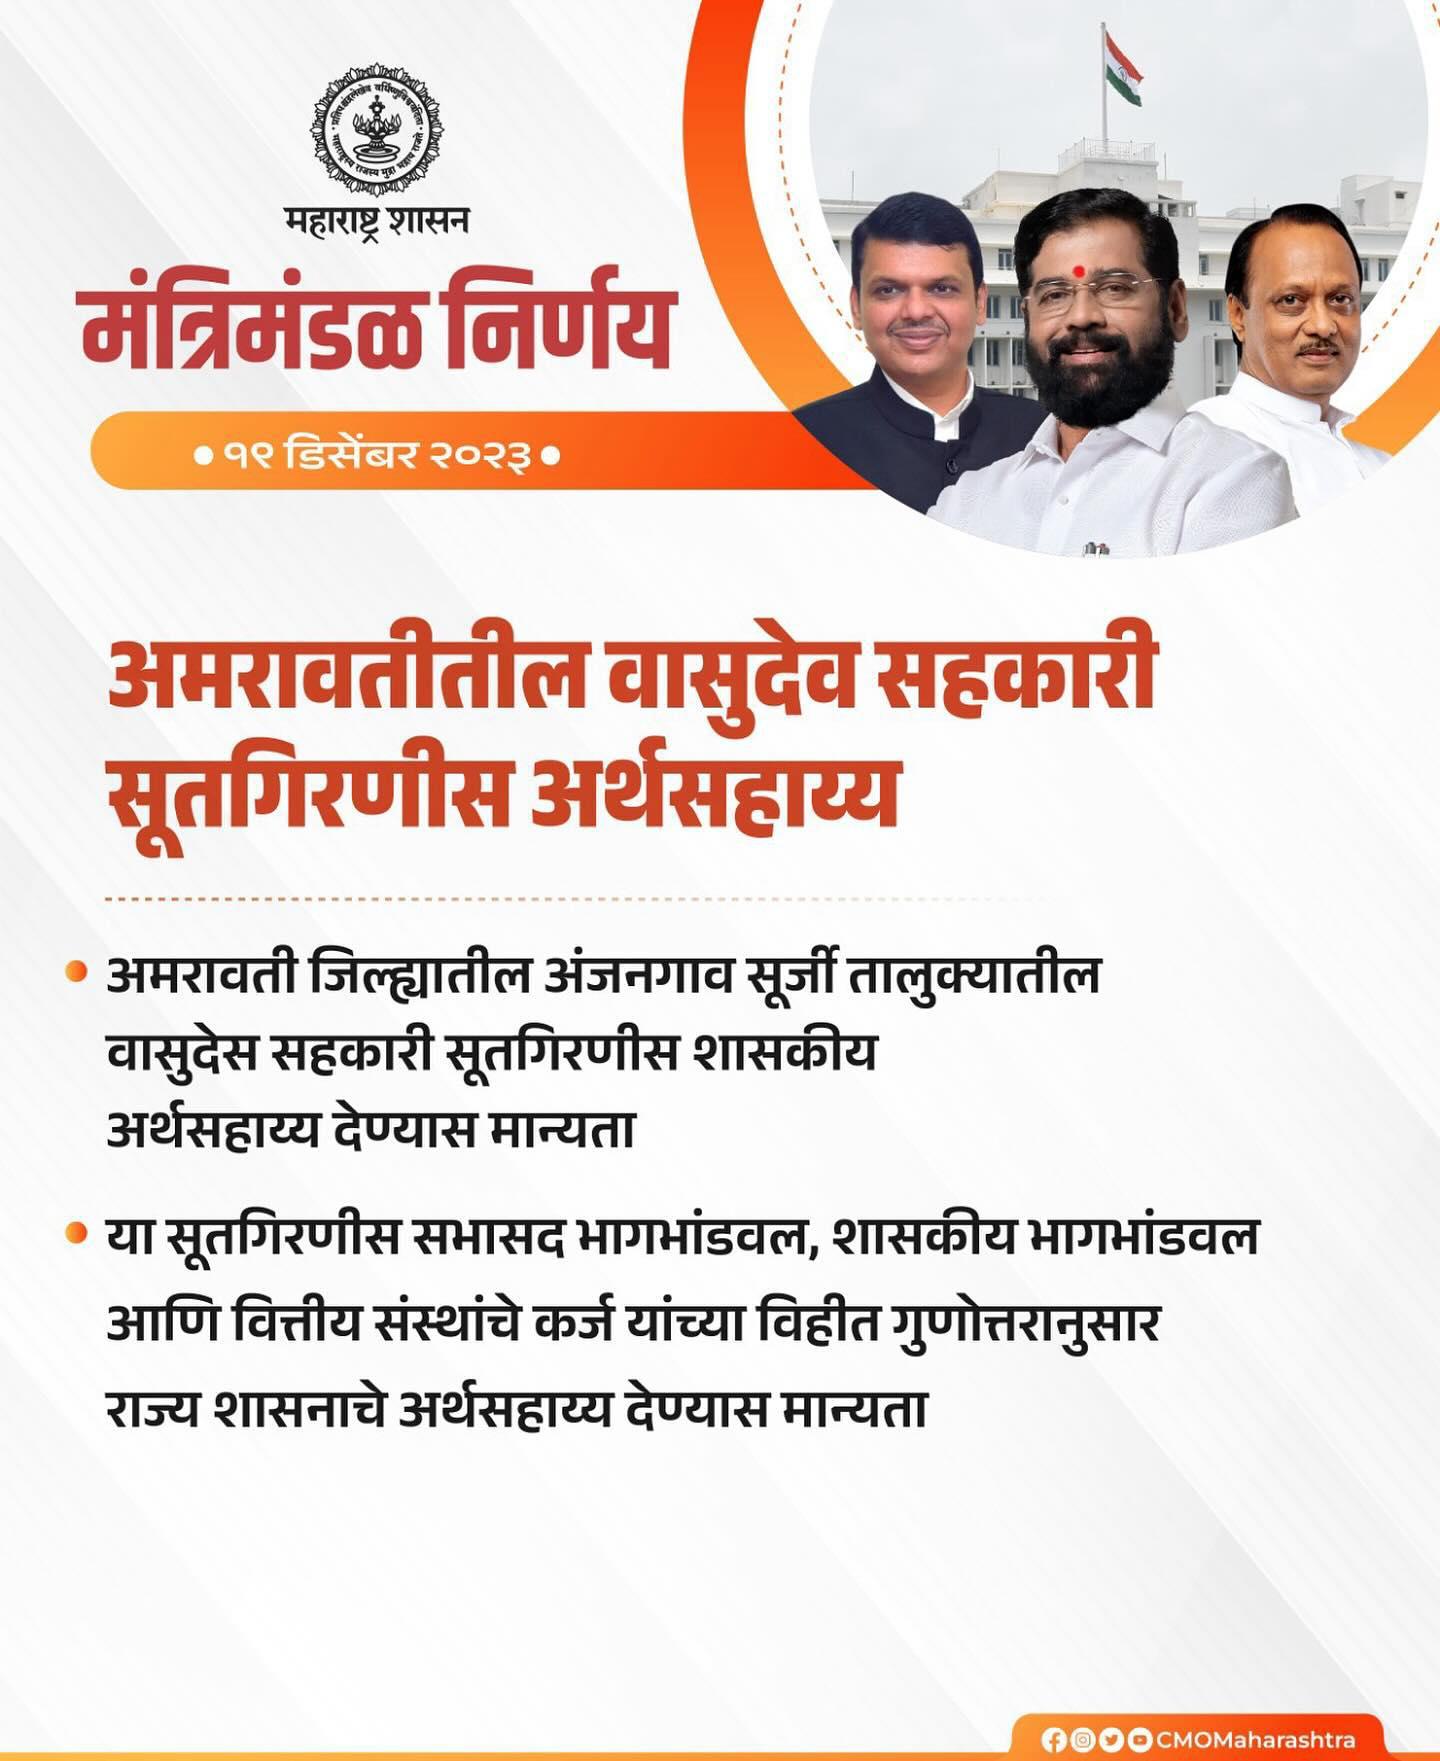 महाराष्ट्र शासन
मंत्रिमंडळ निर्णय
• १९ डिसेंबर २०२३ •
अमरावतीतील वासुदेव सहकारी
सूतगिरणीस अर्थसहाय्य
• अमरावती जिल्ह्यातील अंजनगाव सूर्जी तालुक्यातील
वासुदेस सहकारी सूतगिरणीस शासकीय
अर्थसहाय्य देण्यास मान्यता
• या सूतगिरणीस सभासद भागभांडवल, शासकीय भागभांडवल
आणि वित्तीय संस्थांचे कर्ज यांच्या विहीत गुणोत्तरानुसार
राज्य शासनाचे अर्थसहाय्य देण्यास मान्यता
CMOMaharashtra